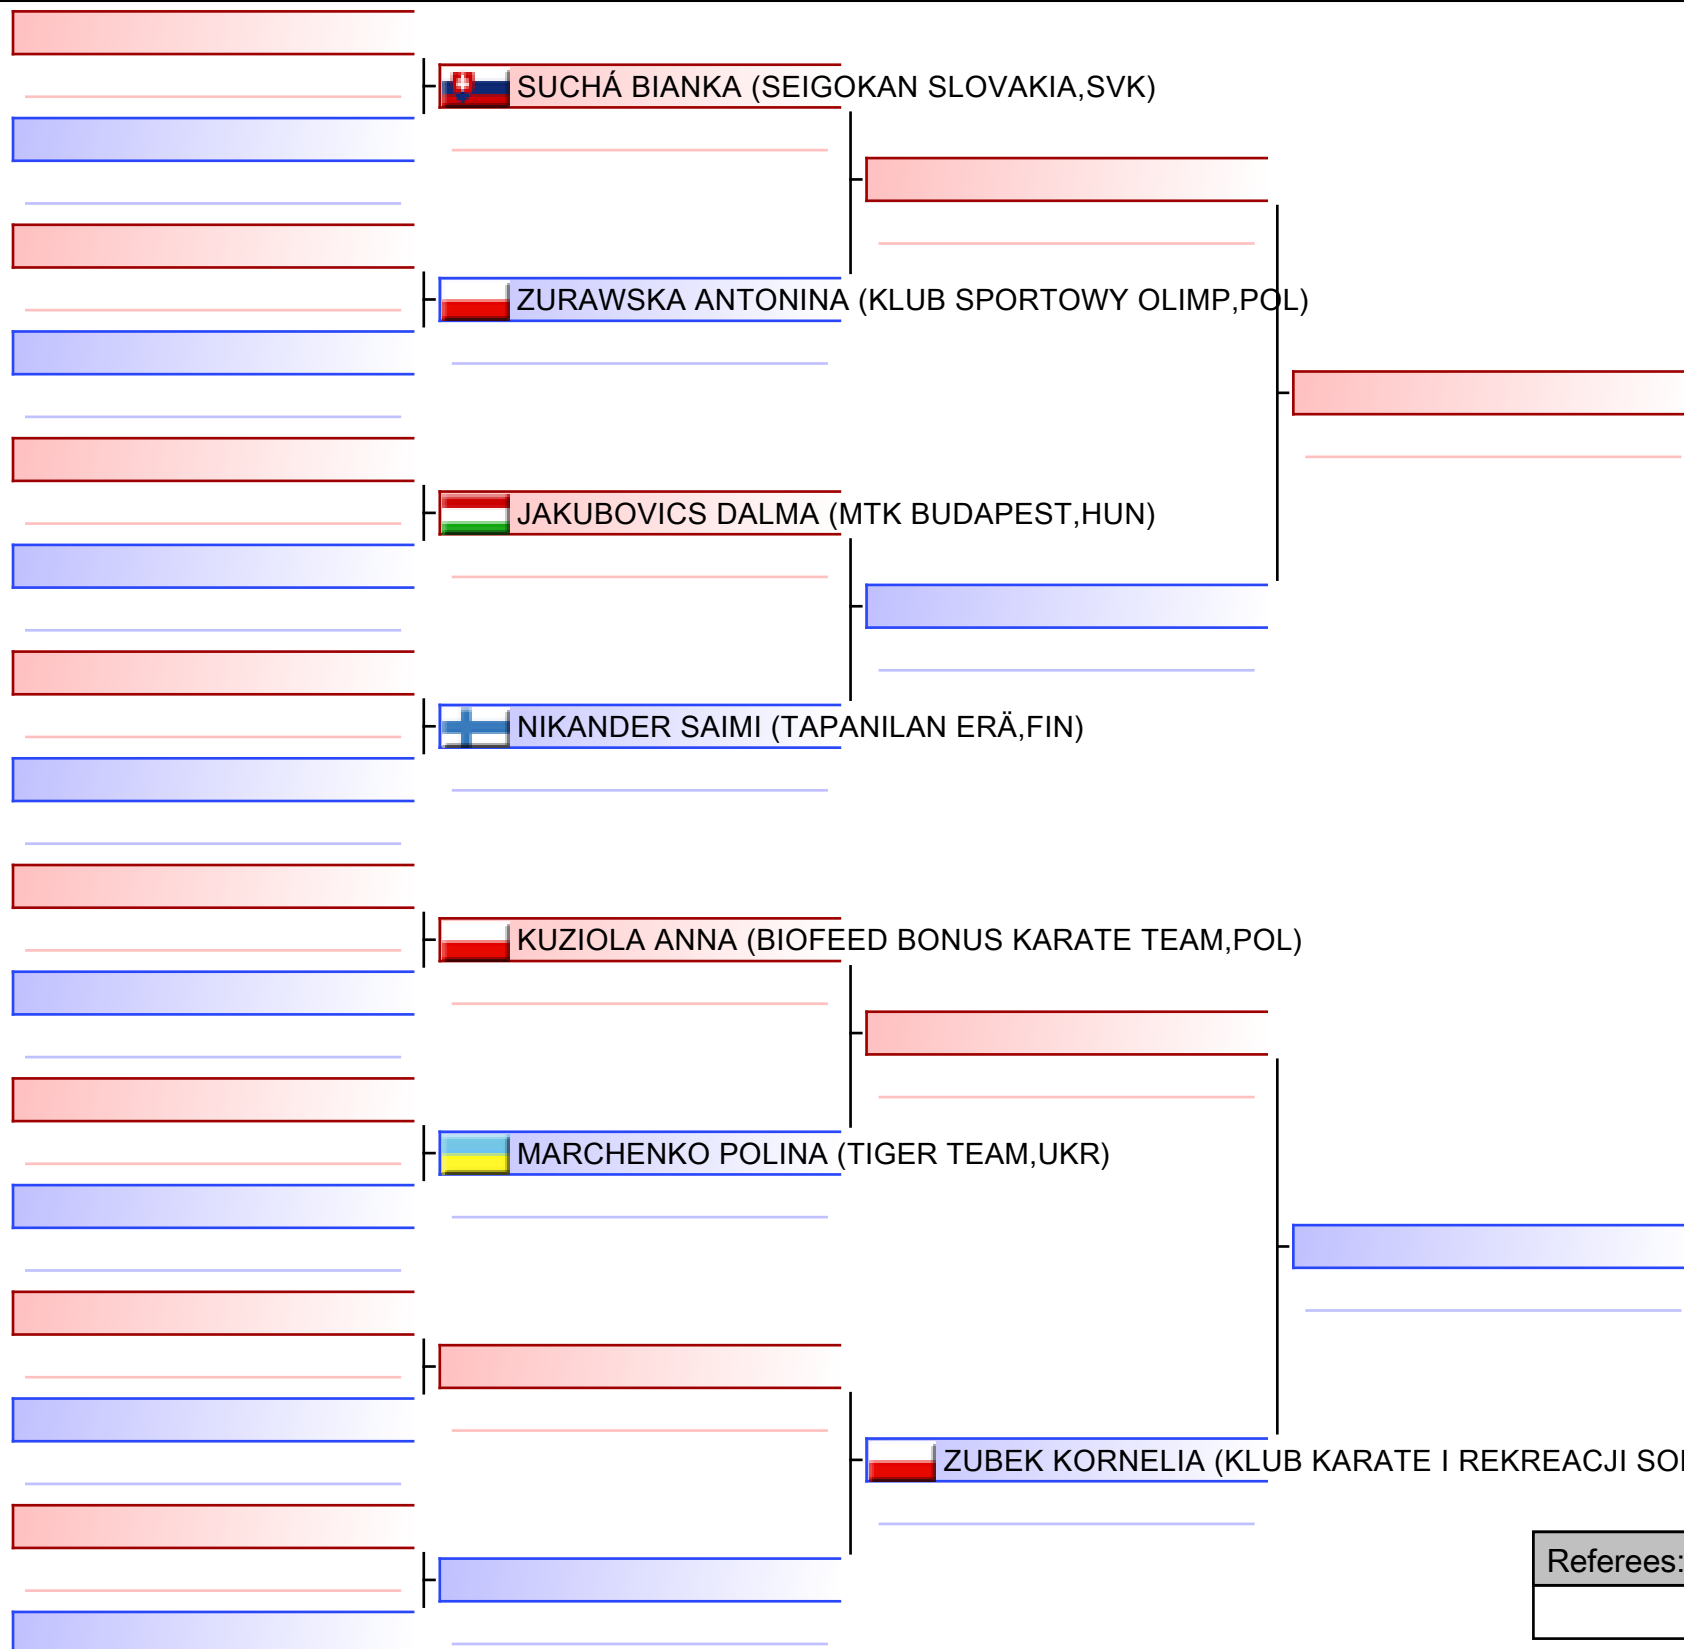 SUCHÁ BIANKA (SEIGOKAN SLOVAKIA,SVK)
ZURAWSKA ANTONINA (KLUB SPORTOWY OLIMP,POL)
JAKUBOVICS DALMA (MTK BUDAPEST,HUN)
NIKANDER SAIMI (TAPANILAN ERÄ,FIN)
KUZIOLA ANNA (BIOFEED BONUS KARATE TEAM,POL)
MARCHENKO POLINA (TIGER TEAM,UKR)
ZUBEK KORNELIA (KLUB KARATE I REKREACJI
Referees: